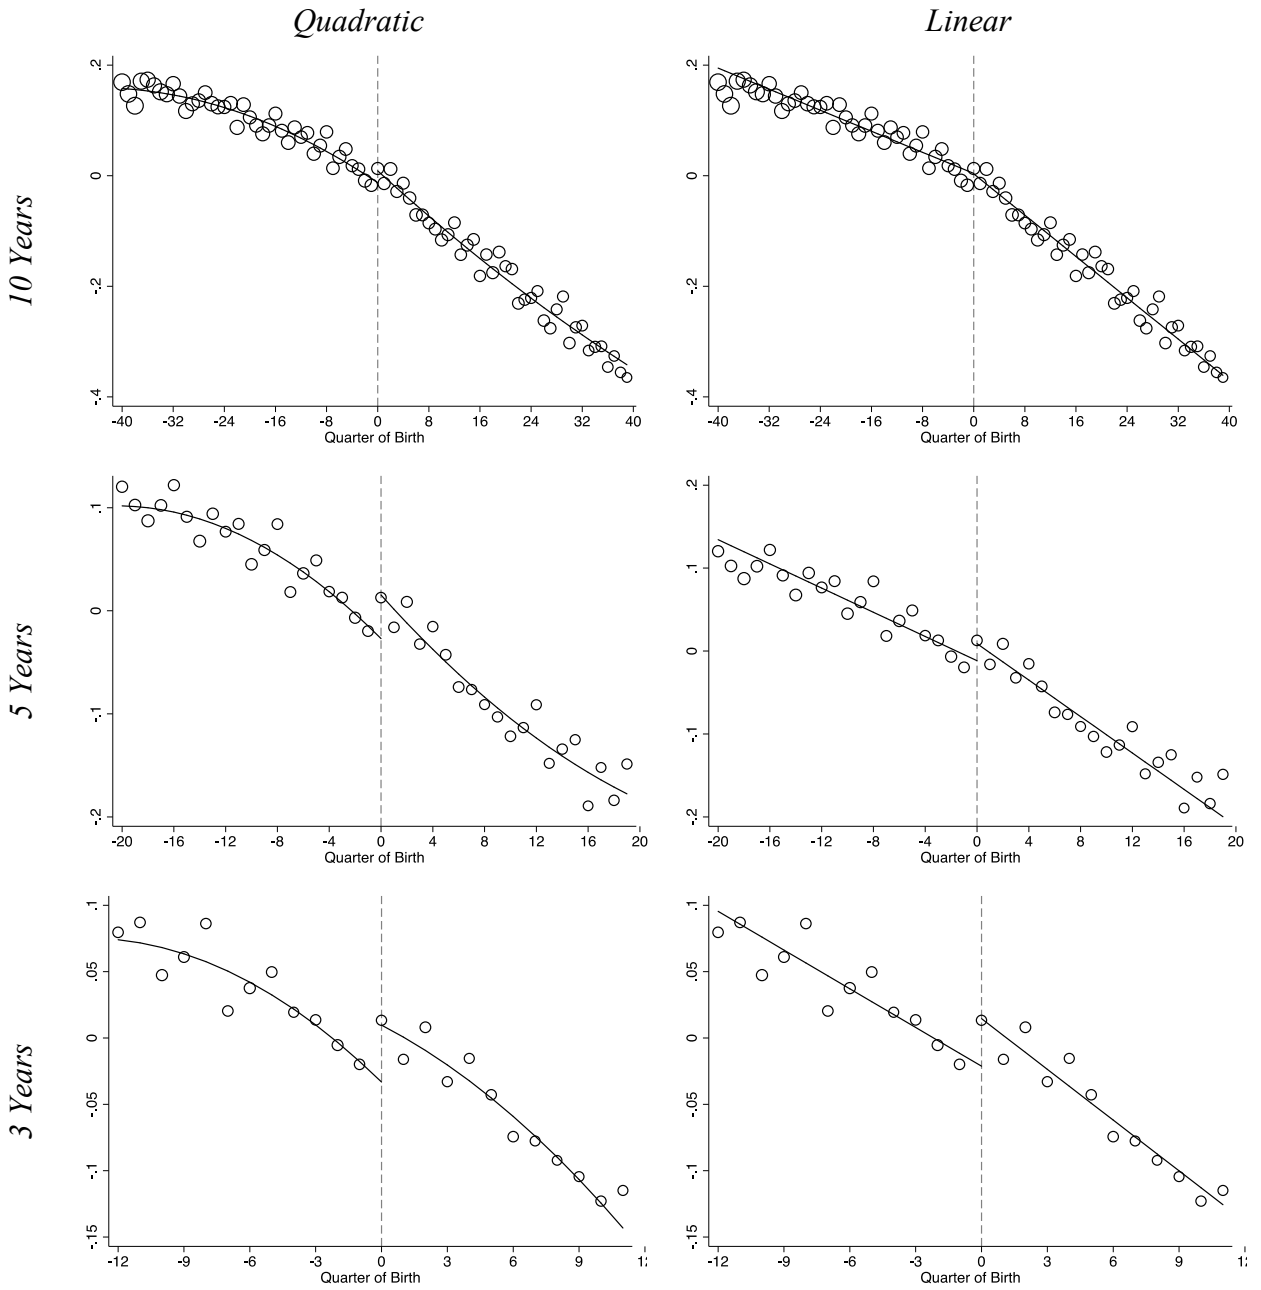 Quadratic Linear
10 Years
.2 0 -.2 -.4
-40 -32 -24 -16 -8 0 8 16 24 32 40
Quarter of Birth
.2 0 -.2 -.4
-40 -32 -24 -16 -8 0 8 16 24 32 40
Quarter of Birth
5 Years
.1 0 -.1 -.2
-20 -16 -12 -8 -4 0 4 8 12 16 20
Quarter of Birth
.2 .1 0 -.1 -.2
-20 -16 -12 -8 -4 0 4 8 12 16 20
Quarter of Birth
3 Years
.1 .05 0 -.05 -.1 -.15
-12 -9 -6 -3 0 3 6 9
Quarter of Birth
.1 .05 0 -.05 -.1 -.15
-12 -9 -6 -3 0 3 6 9
Quarter of Birth